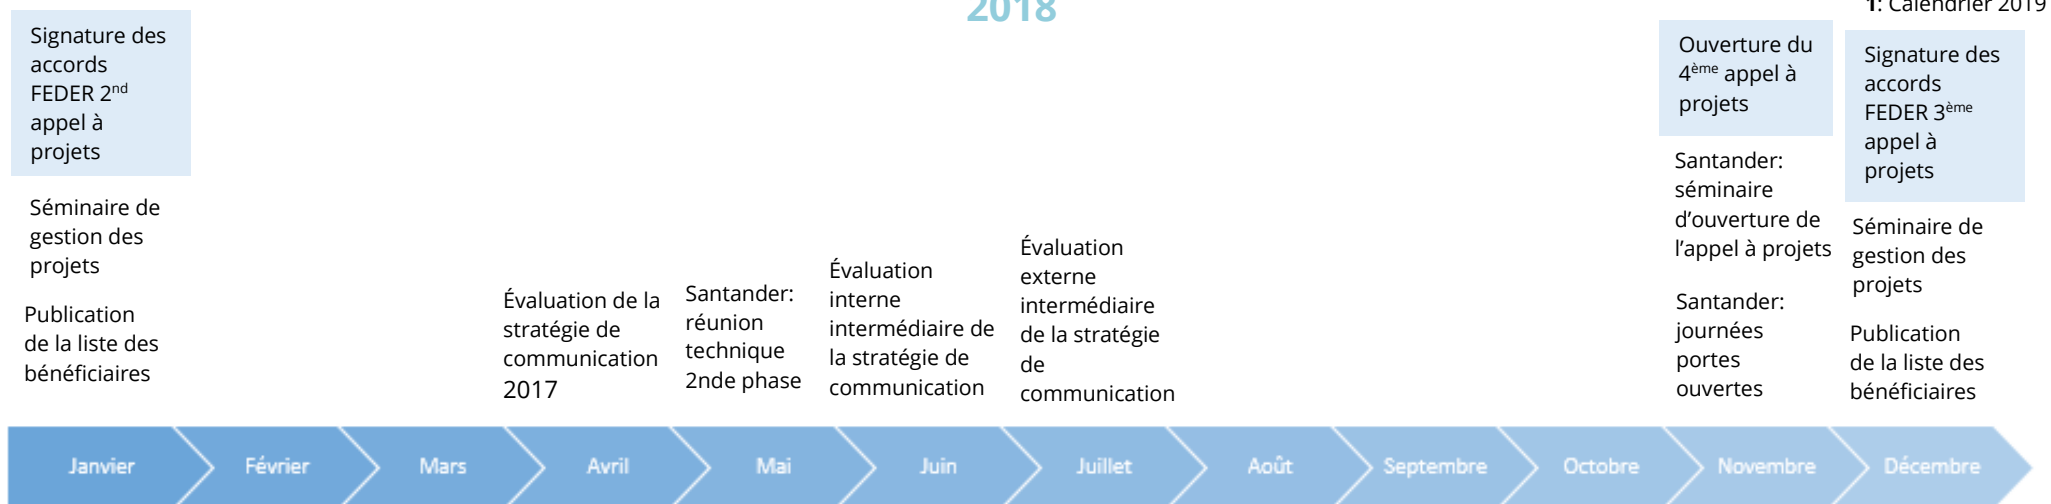 2018
1: Calendrier 2019
Signature des
accords
FEDER 2nd
appel à
projets
Séminaire de
gestion des
projets
Publication
de la liste des
bénéficiaires
Évaluation de la
stratégie de
communication
2017
Santander:
réunion
technique
2nde phase
Évaluation
interne
intermédiaire de
la stratégie de
communication
Évaluation
externe
intermédiaire
de la stratégie
de
communication
Ouverture du
4ème appel à
projets
Santander:
séminaire
d’ouverture de
l’appel à projets
Santander:
journées
portes
ouvertes
Signature des
accords
FEDER 3ème
appel à
projets
Séminaire de
gestion des
projets
Publication
de la liste des
bénéficiaires
Janvier
Février
Mars
Avril
Mai
Juin
Juillet
Août
Septembre
Octobre
Novembre
Décembre